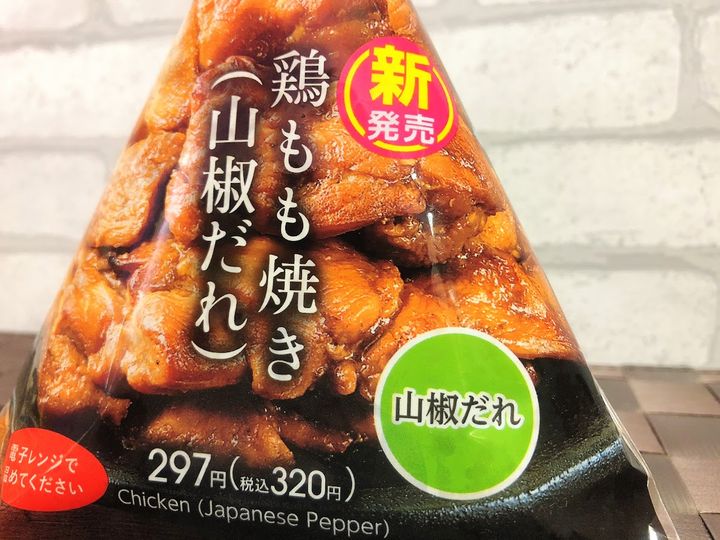 鶏もも焼き
（山椒だれ）
新
発売
山椒だれ
電子レンジで
温めてください
297円(税込320円)
Chicken (Japanese Pepper)